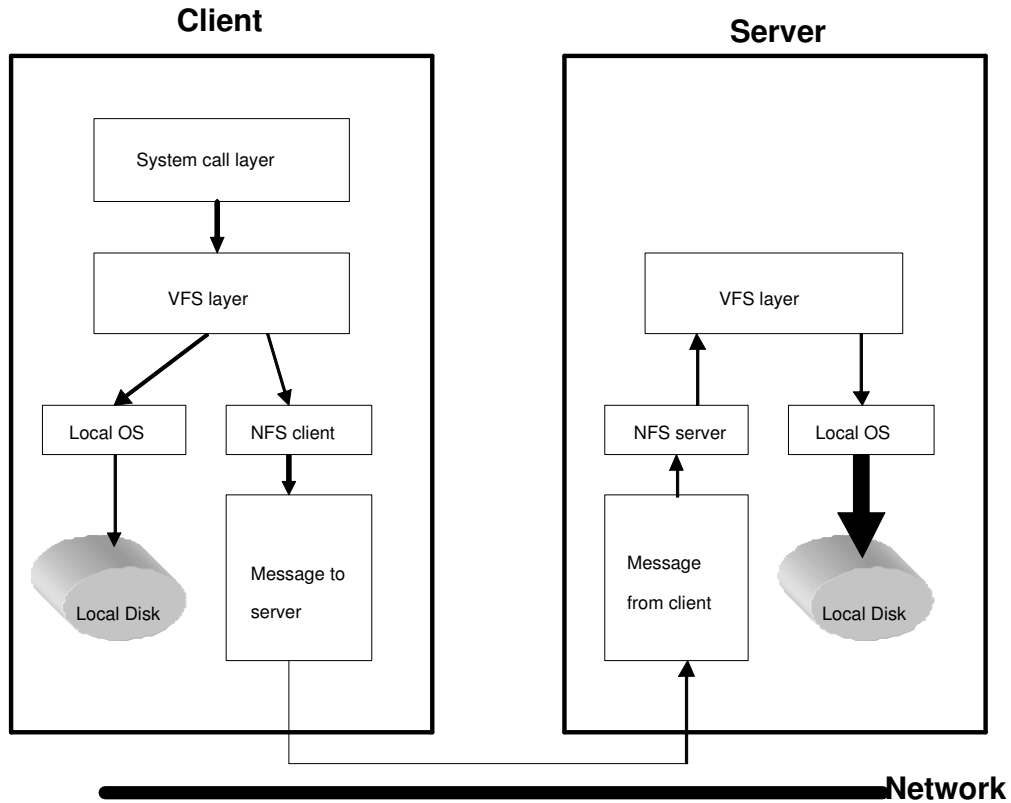 Client
Server
System call layer
VFS layer
VFS layer
Local OS
NFS client
NFS server
Local OS
Message to
server
Message
from client
Local Disk
Local Disk
Network